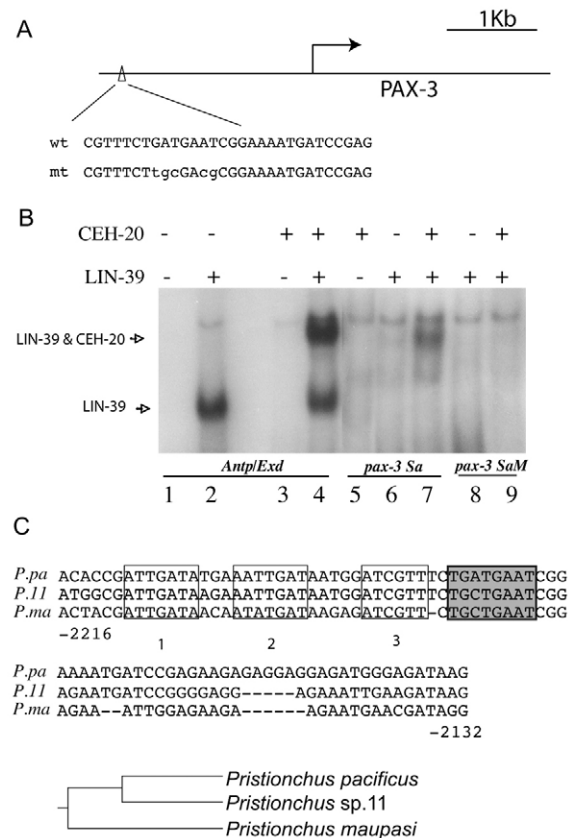 A
1Kb
PAX-3
wt CGTTTCTGATGAATCGGAAAATGATCCGAG
mt CGTTTCTtgcGAcgCGGAAAATGATCCGAG
B
CEH-20 - - + + + - + - +
LIN-39 - + - + - + + + +
LIN-39 & CEH-20
LIN-39
Antp/Exd pax-3 Sa pax-3 SaM
1 2 3 4 5 6 7 8 9
C
P.pa ACACCGATTGATATGAAATTGATAATGGATCGTTTCTGATGAATCGG
P.11 ATGGCGATTGATAACAAATTGATAATGGATCGTTTCTGCTGAATCGG
P.ma ACTACGATTGATAACAATATGATAAGAGATCGTT-CTGCTGAATCGG
-2216 1 2 3
P.pa AAAATGATCCGAGAAGAGAGGAGGAGATGGGAGATAAG
P.11 AGAATGATCCGGGGAGG-----AGAAATTGAAGATAAG
P.ma AGAA--ATTGGAGAAGA------AGAATGAACGATAGG
-2132
Pristionchus pacificus
Pristionchus sp.11
Pristionchus maupasi